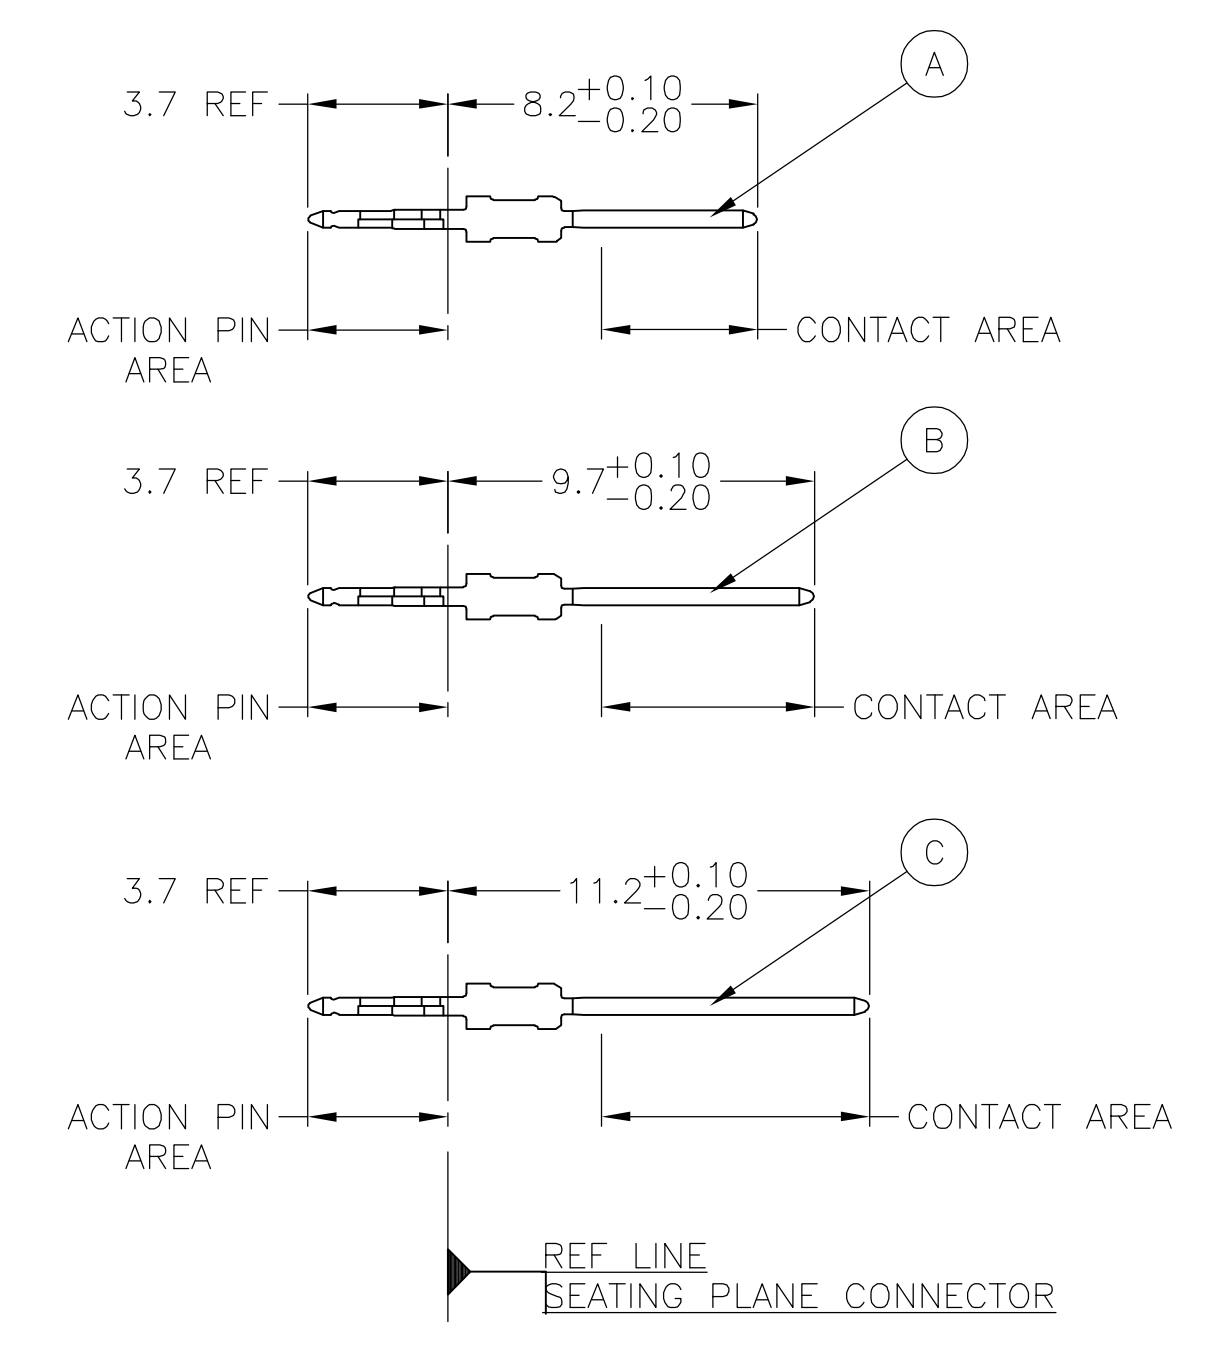 A
3.7 REF
8.2 +0.10
-0.20
ACTION PIN
AREA
CONTACT AREA
B
3.7 REF
9.7 +0.10
-0.20
ACTION PIN
AREA
CONTACT AREA
C
3.7 REF
11.2 +0.10
-0.20
ACTION PIN
AREA
CONTACT AREA
REF LINE
SEATING PLANE CONNECTOR